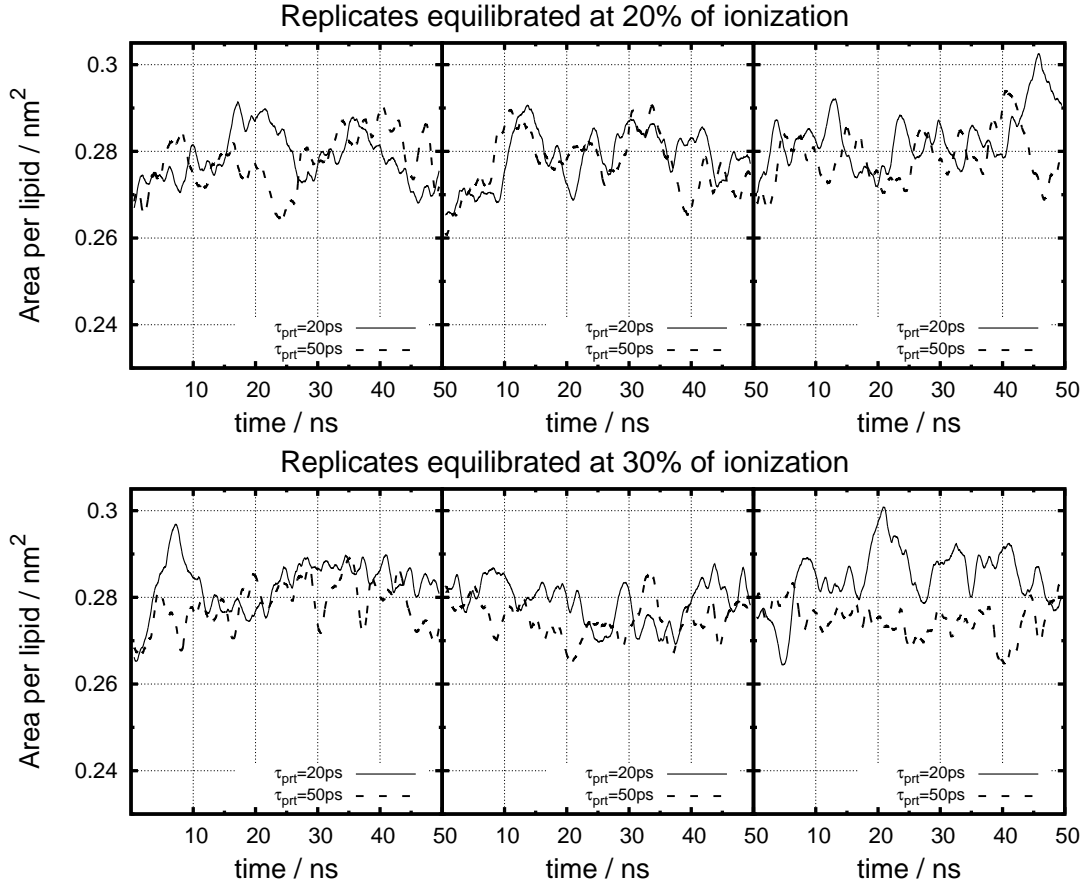 Replicates equilibrated at 20% of ionization
Area per lipid / nm²
0.3
0.28
0.26
0.24
τprt=20ps
τprt=50ps
τprt=20ps
τprt=50ps
τprt=20ps
τprt=50ps
10 20 30 40 50 10 20 30 40 50 10 20 30 40 50
time / ns time / ns time / ns
Replicates equilibrated at 30% of ionization
Area per lipid / nm²
0.3
0.28
0.26
0.24
τprt=20ps
τprt=50ps
τprt=20ps
τprt=50ps
τprt=20ps
τprt=50ps
10 20 30 40 50 10 20 30 40 50 10 20 30 40 50
time / ns time / ns time / ns